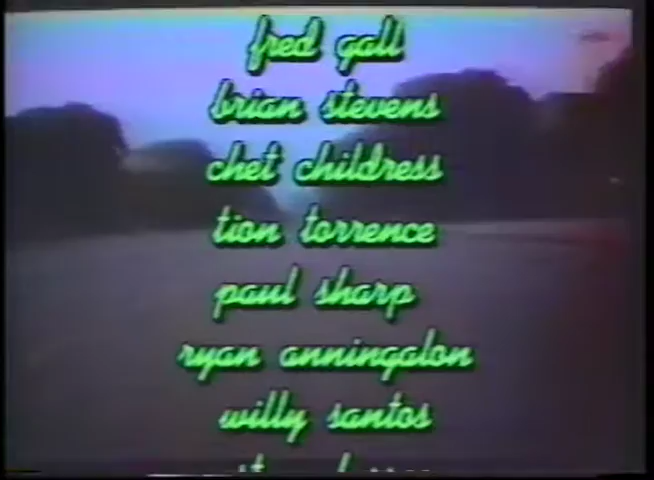 fred gall
brian stevens
chet childress
tion torrence
paul sharp
ryan anningalon
willy santos